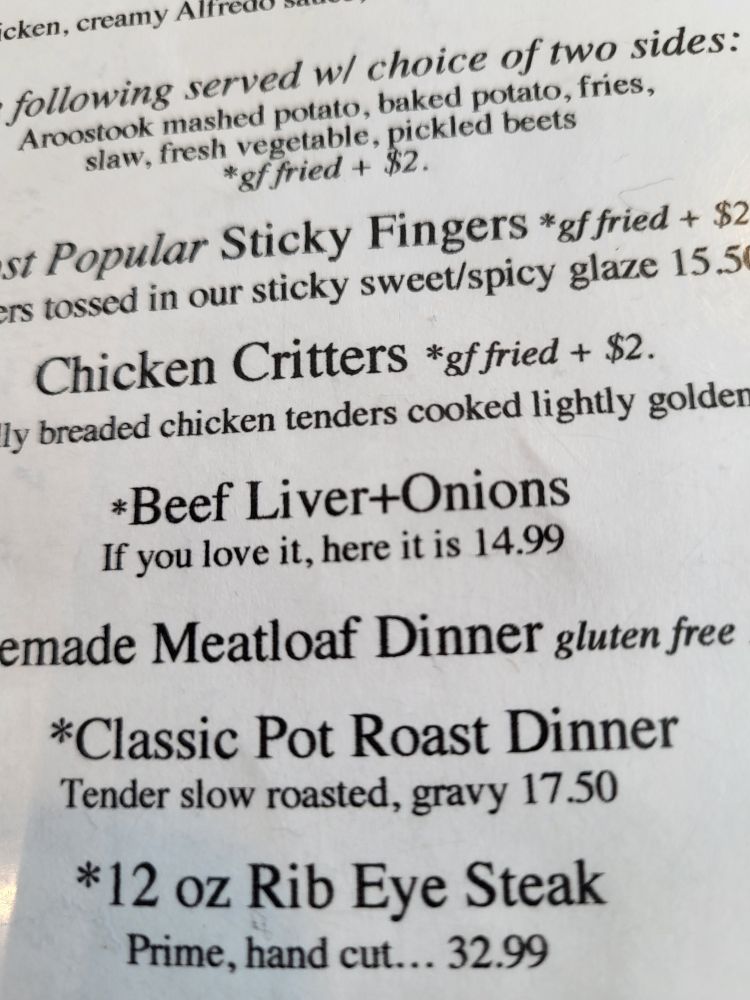 creamy Alfredo
following served w/ choice of two sides:
Aroostook mashed potato, baked potato, fries,
slaw, fresh vegetable, pickled beets
*gf fried + $2.
Popular Sticky Fingers *gf fried + $2
tossed in our sticky sweet/spicy glaze 15.50
Chicken Critters *gf fried + $2.
breaded chicken tenders cooked lightly golden
*Beef Liver+Onions
If you love it, here it is 14.99
emade Meatloaf Dinner gluten free
*Classic Pot Roast Dinner
Tender slow roasted, gravy 17.50
*12 oz Rib Eye Steak
Prime, hand cut... 32.99